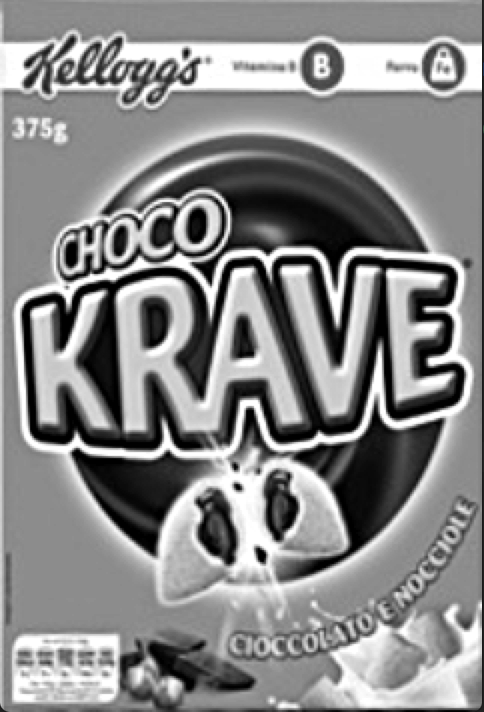 Kellogg's Vitamine B B Ferro Fe
375g
CHOCO
KRAVE
CIOCCOLATO E NOCCIOLE